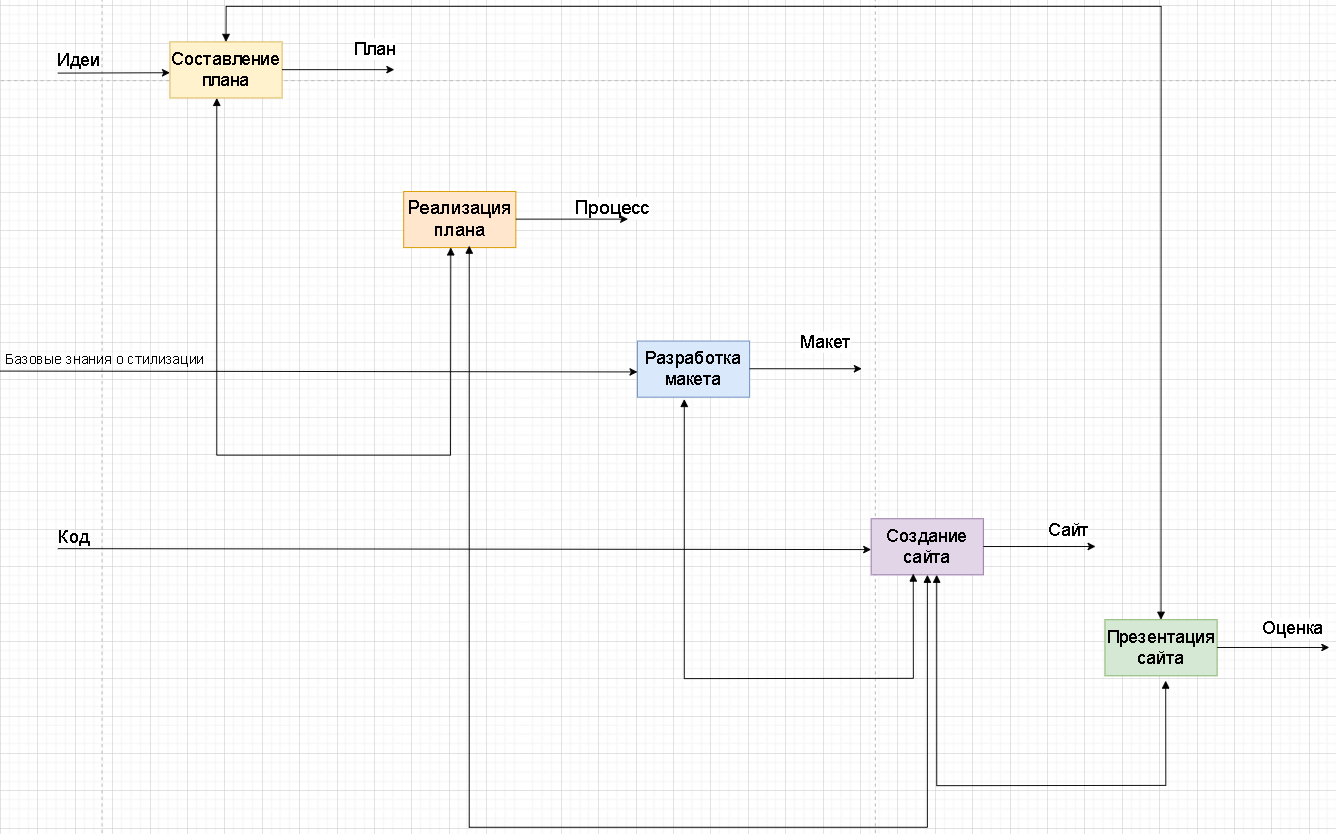 Идеи
Составление
плана
План
Реализация
плана
Процесс
Базовые знания о стилизации
Разработка
макета
Макет
Код
Создание
сайта
Сайт
Презентация
сайта
Оценка